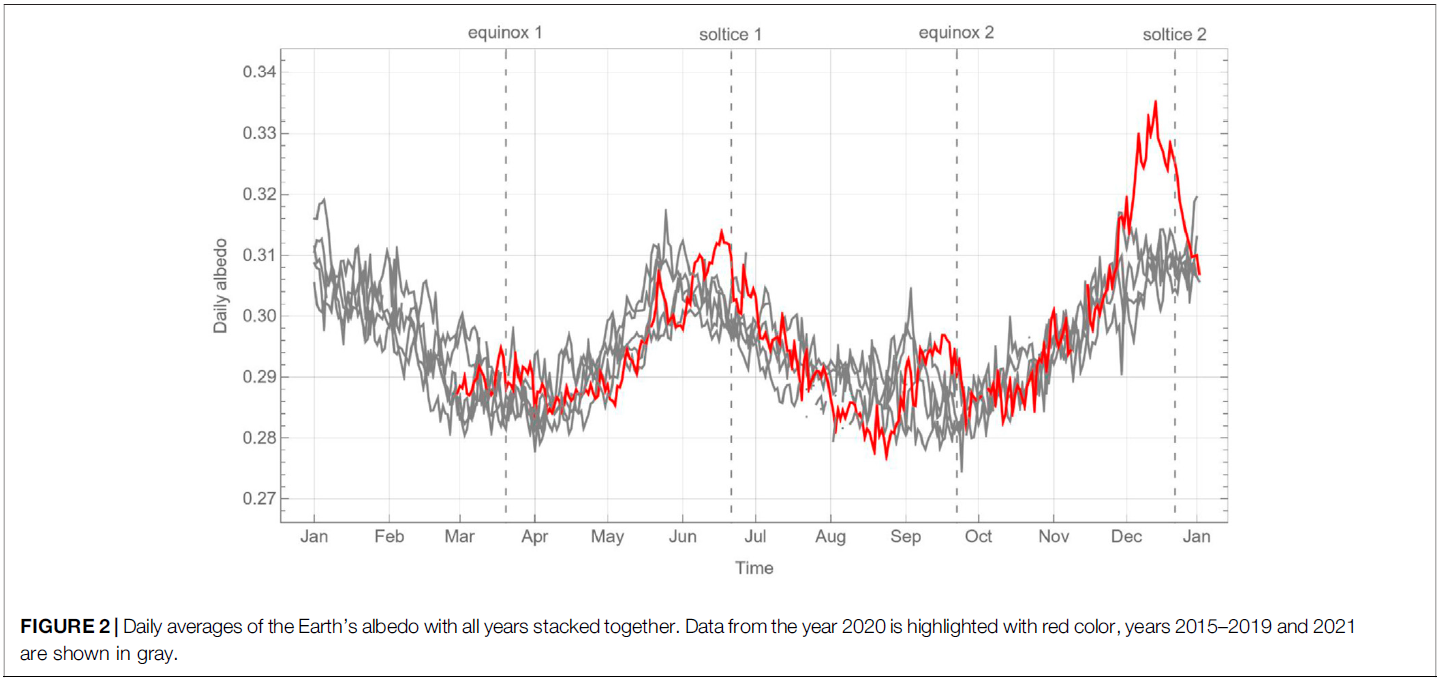 equinox 1
soltice 1
equinox 2
soltice 2
0.34
0.33
0.32
0.31
0.30
0.29
0.28
0.27
Daily albedo
Jan
Feb
Mar
Apr
May
Jun
Jul
Aug
Sep
Oct
Nov
Dec
Jan
Time
FIGURE 2 | Daily averages of the Earth's albedo with all years stacked together. Data from the year 2020 is highlighted with red color, years 2015–2019 and 2021
are shown in gray.